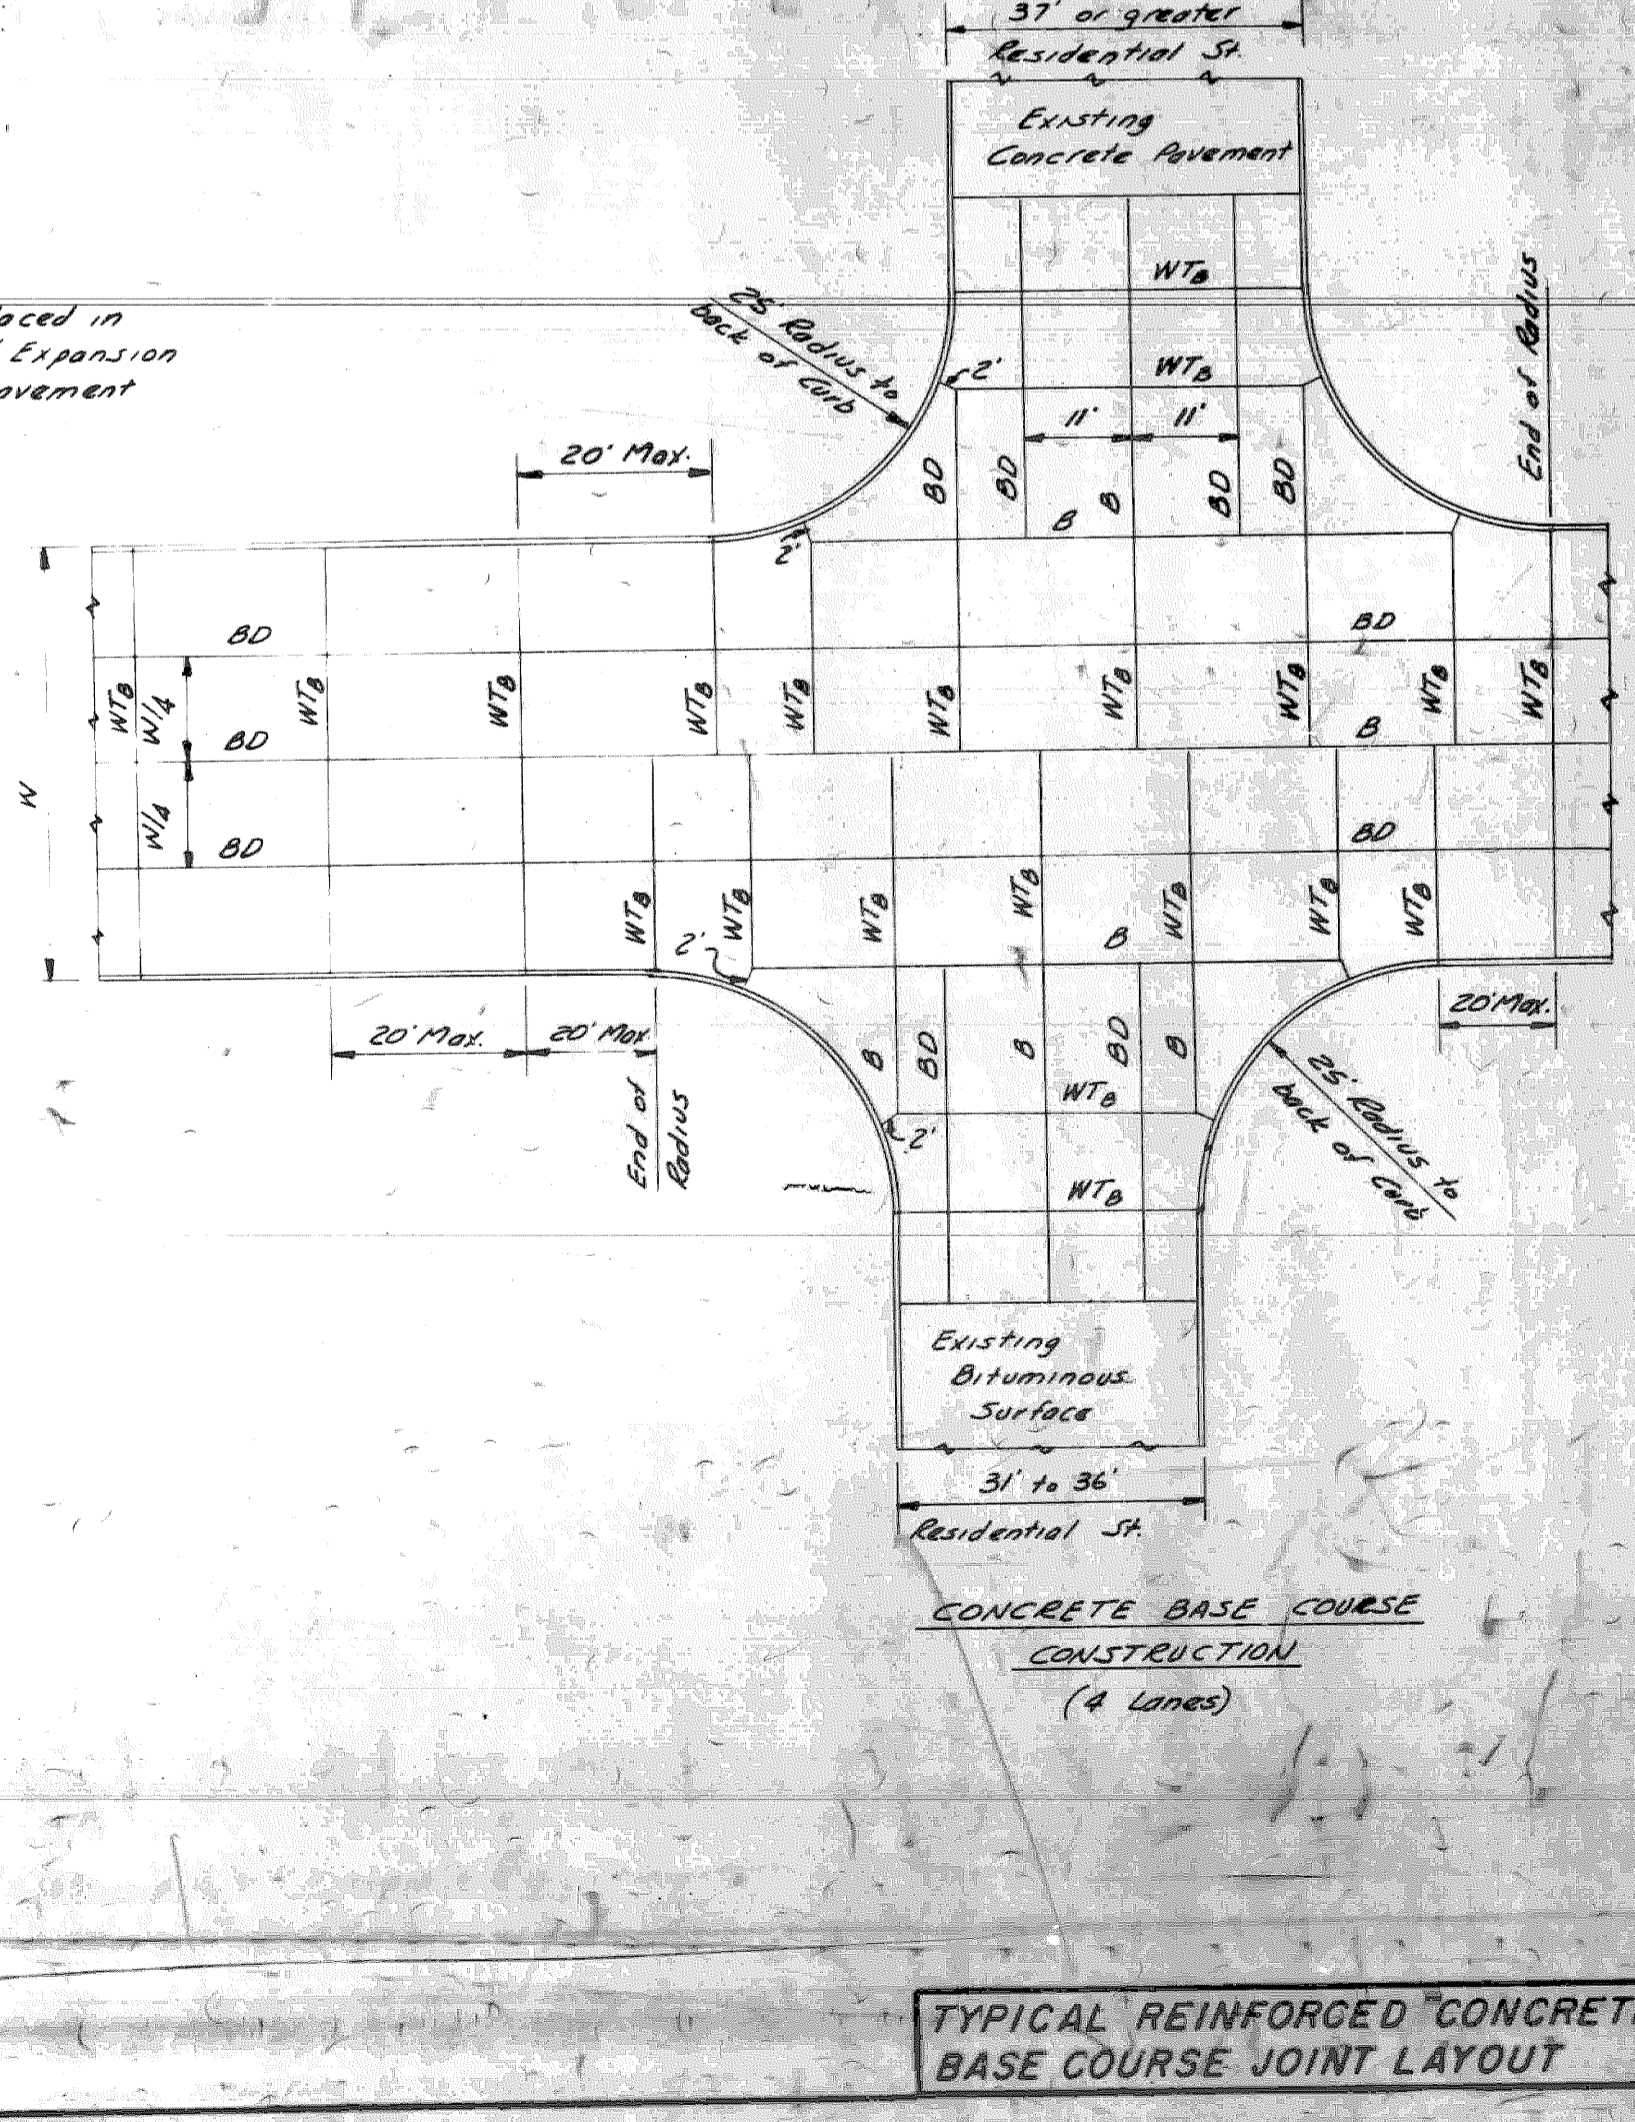 37' or greater
Residential St.
Existing
Concrete Pavement
WTB
aced in
Expansion
avement
25' Radius to
back of Curb
2'
WTB
End of Radius
11'
11'
20' Max.
BD
BD
B
B
BD
BD
2'
BD
BD
WTB
W/4
WTB
WTB
WTB
WTB
WTB
WTB
WTB
WTB
WTB
BD
B
W
W/4
BD
BD
WTB
2'
WTB
WTB
WTB
B
WTB
WTB
WTB
20' Max.
20' Max.
20' Max.
B
BD
B
BD
B
End of
Radius
WTB
2'
25' Radius to
back of Curb
WTB
Existing
Bituminous
Surface
31' to 36'
Residential St.
CONCRETE BASE COURSE
CONSTRUCTION
(4 Lanes)
TYPICAL REINFORCED CONCRET
BASE COURSE JOINT LAYOUT